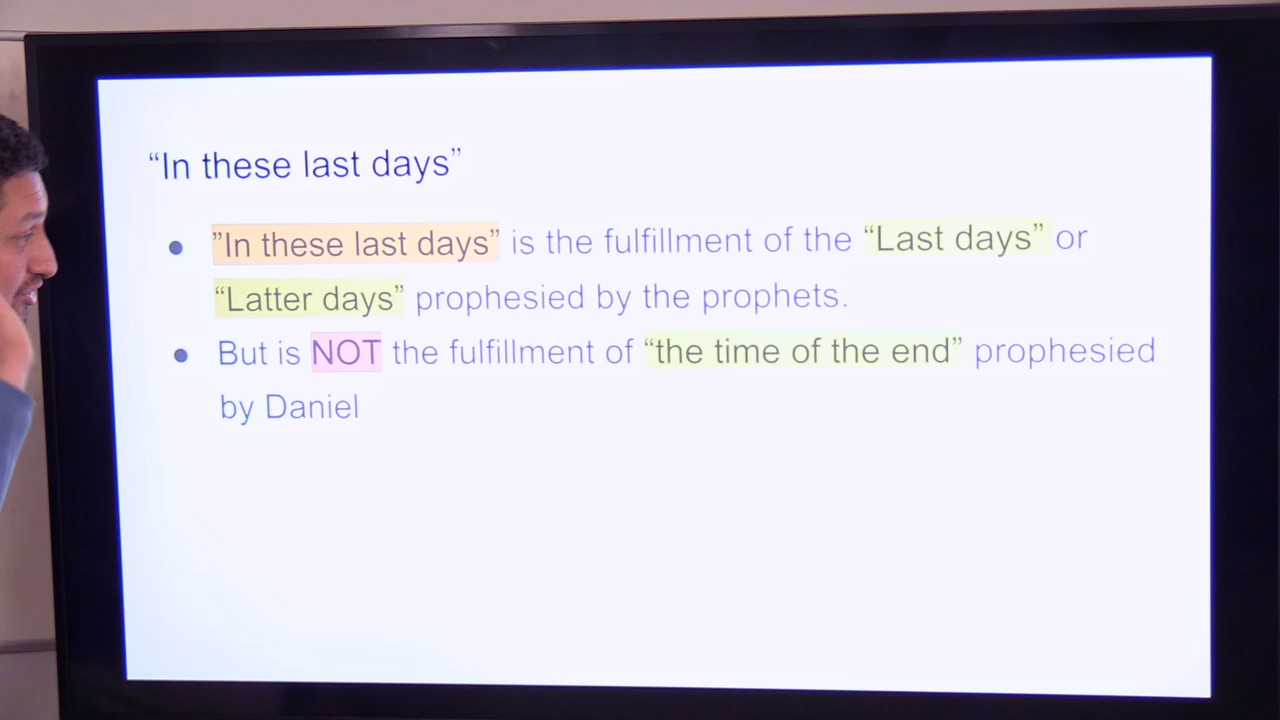 “In these last days”
● ”In these last days” is the fulfillment of the “Last days” or
“Latter days” prophesied by the prophets.
● But is NOT the fulfillment of “the time of the end” prophesied
by Daniel